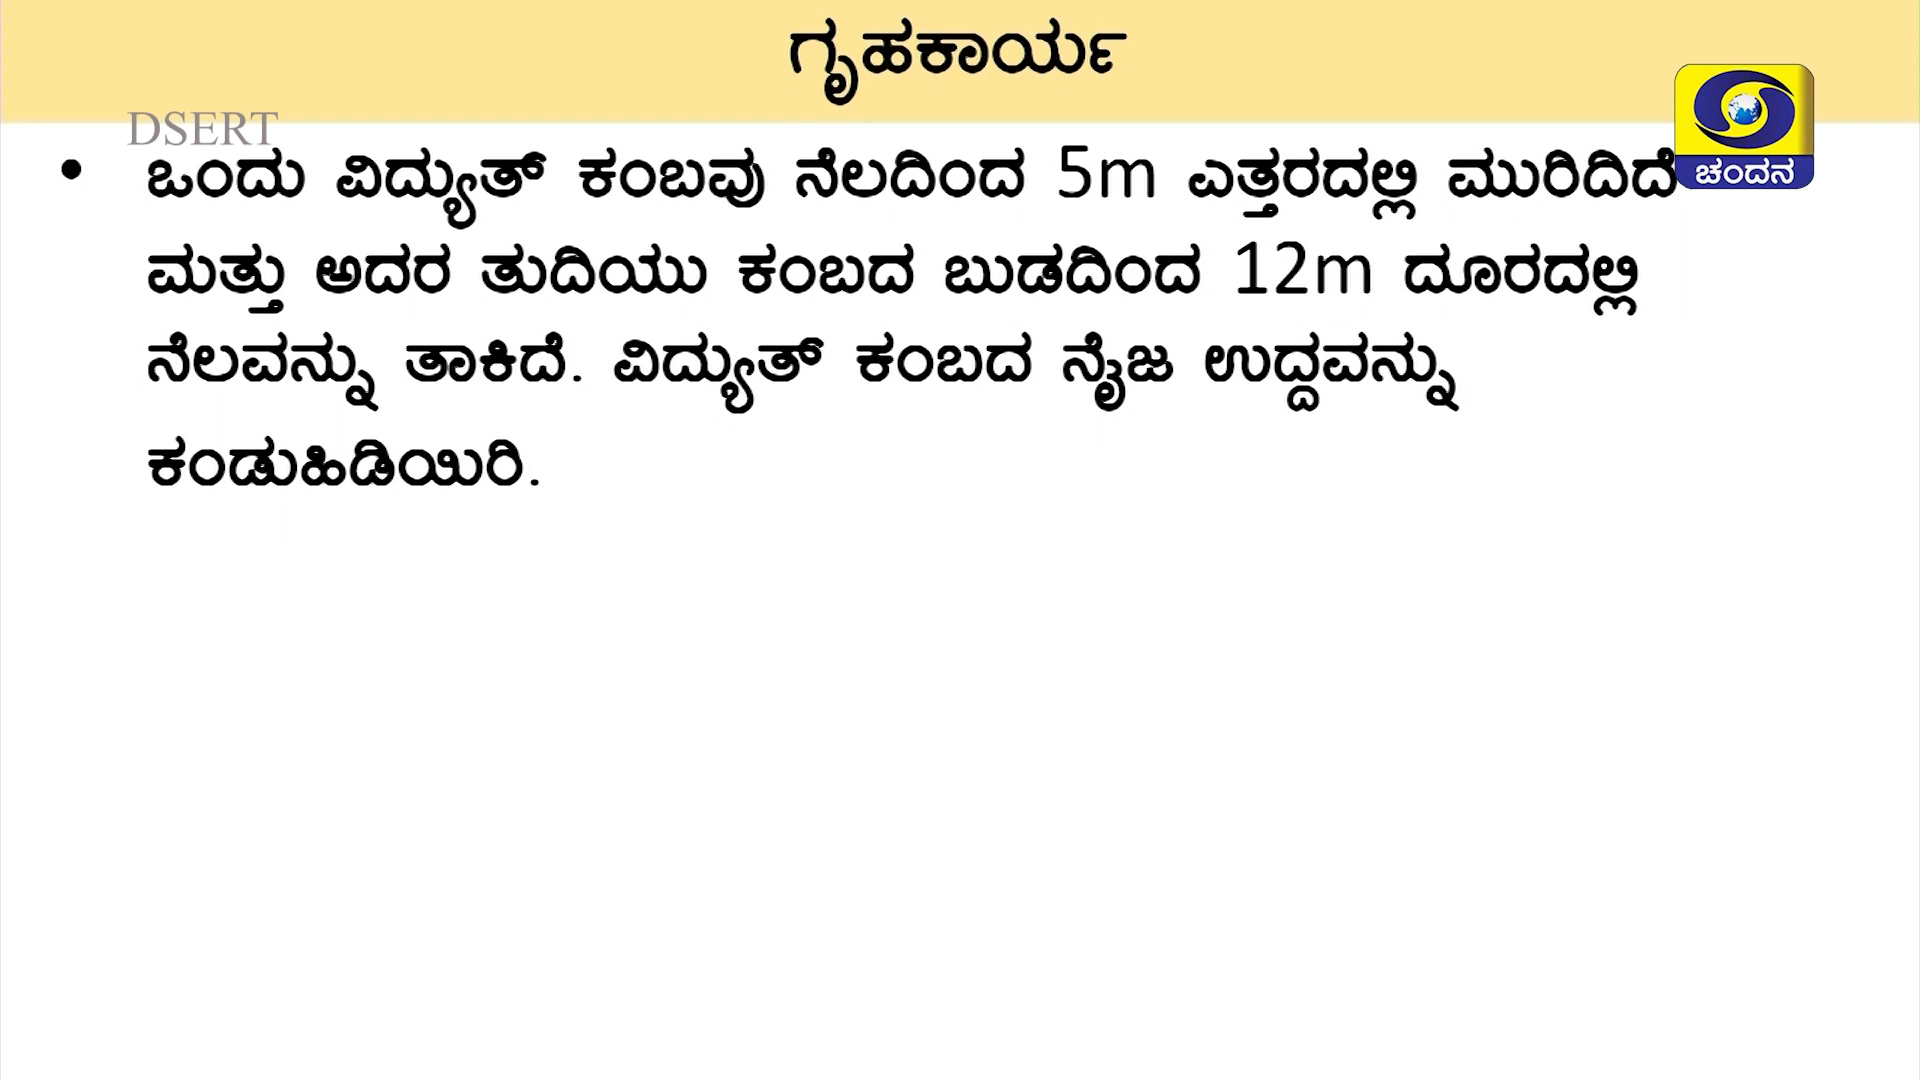 ಗೃಹಕಾರ್ಯ
DSERT
ಚಂದನ
• ಒಂದು ವಿದ್ಯುತ್ ಕಂಬವು ನೆಲದಿಂದ 5m ಎತ್ತರದಲ್ಲಿ ಮುರಿದಿದೆ
ಮತ್ತು ಅದರ ತುದಿಯು ಕಂಬದ ಬುಡದಿಂದ 12m ದೂರದಲ್ಲಿ
ನೆಲವನ್ನು ತಾಕಿದೆ. ವಿದ್ಯುತ್ ಕಂಬದ ನೈಜ ಉದ್ದವನ್ನು
ಕಂಡುಹಿಡಿಯಿರಿ.